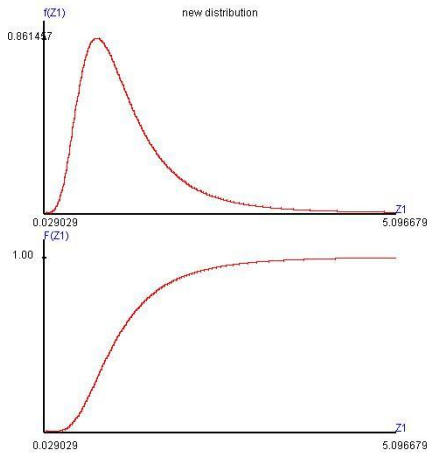 f(Z1)
new distribution
0.861457
Z1
0.029029
5.096679
F(Z1)
1.00
Z1
0.029029
5.096679